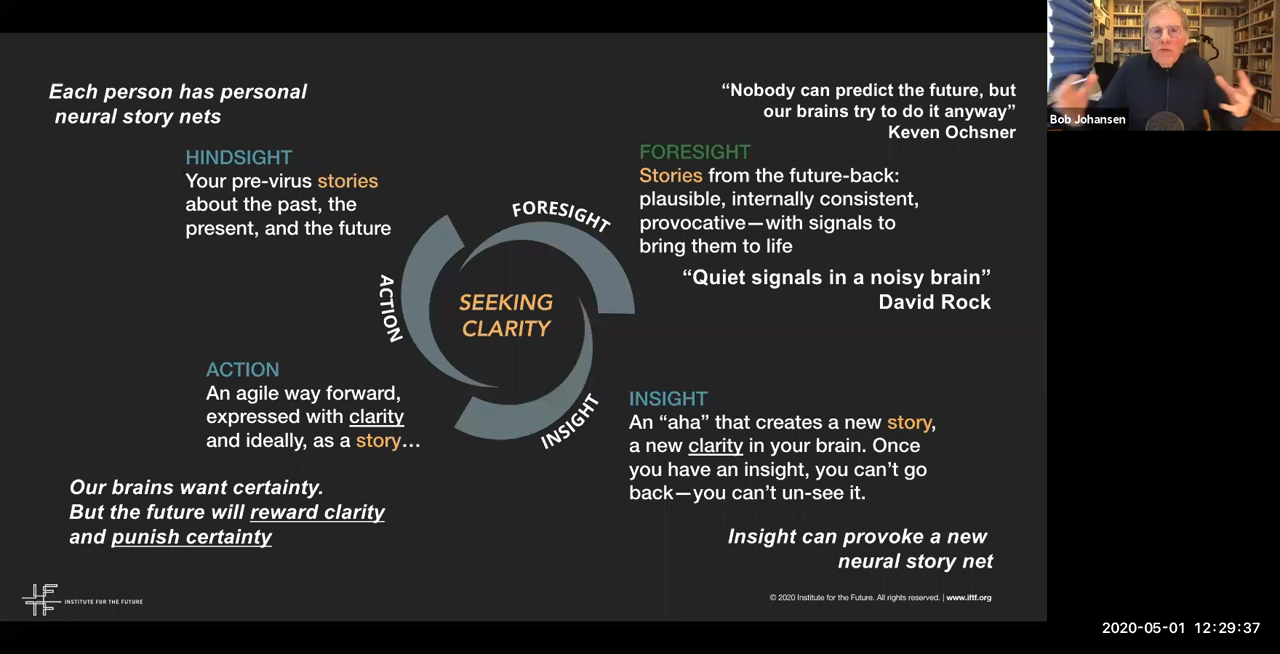 Each person has personal
neural story nets
“Nobody can predict the future, but
our brains try to do it anyway”
Keven Ochsner
HINDSIGHT
Your pre-virus stories
about the past, the
present, and the future
FORESIGHT
Stories from the future-back:
plausible, internally consistent,
provocative—with signals to
bring them to life
“Quiet signals in a noisy brain”
David Rock
FORESIGHT
ACTION
INSIGHT
SEEKING
CLARITY
ACTION
An agile way forward,
expressed with clarity
and ideally, as a story...
INSIGHT
An “aha” that creates a new story,
a new clarity in your brain. Once
you have an insight, you can’t go
back—you can’t un-see it.
Our brains want certainty.
But the future will reward clarity
and punish certainty
Insight can provoke a new
neural story net
IFTF
INSTITUTE FOR THE FUTURE
© 2020 Institute for the Future. All rights reserved. | www.iftf.org
Bob Johansen
2020-05-01 12:29:37